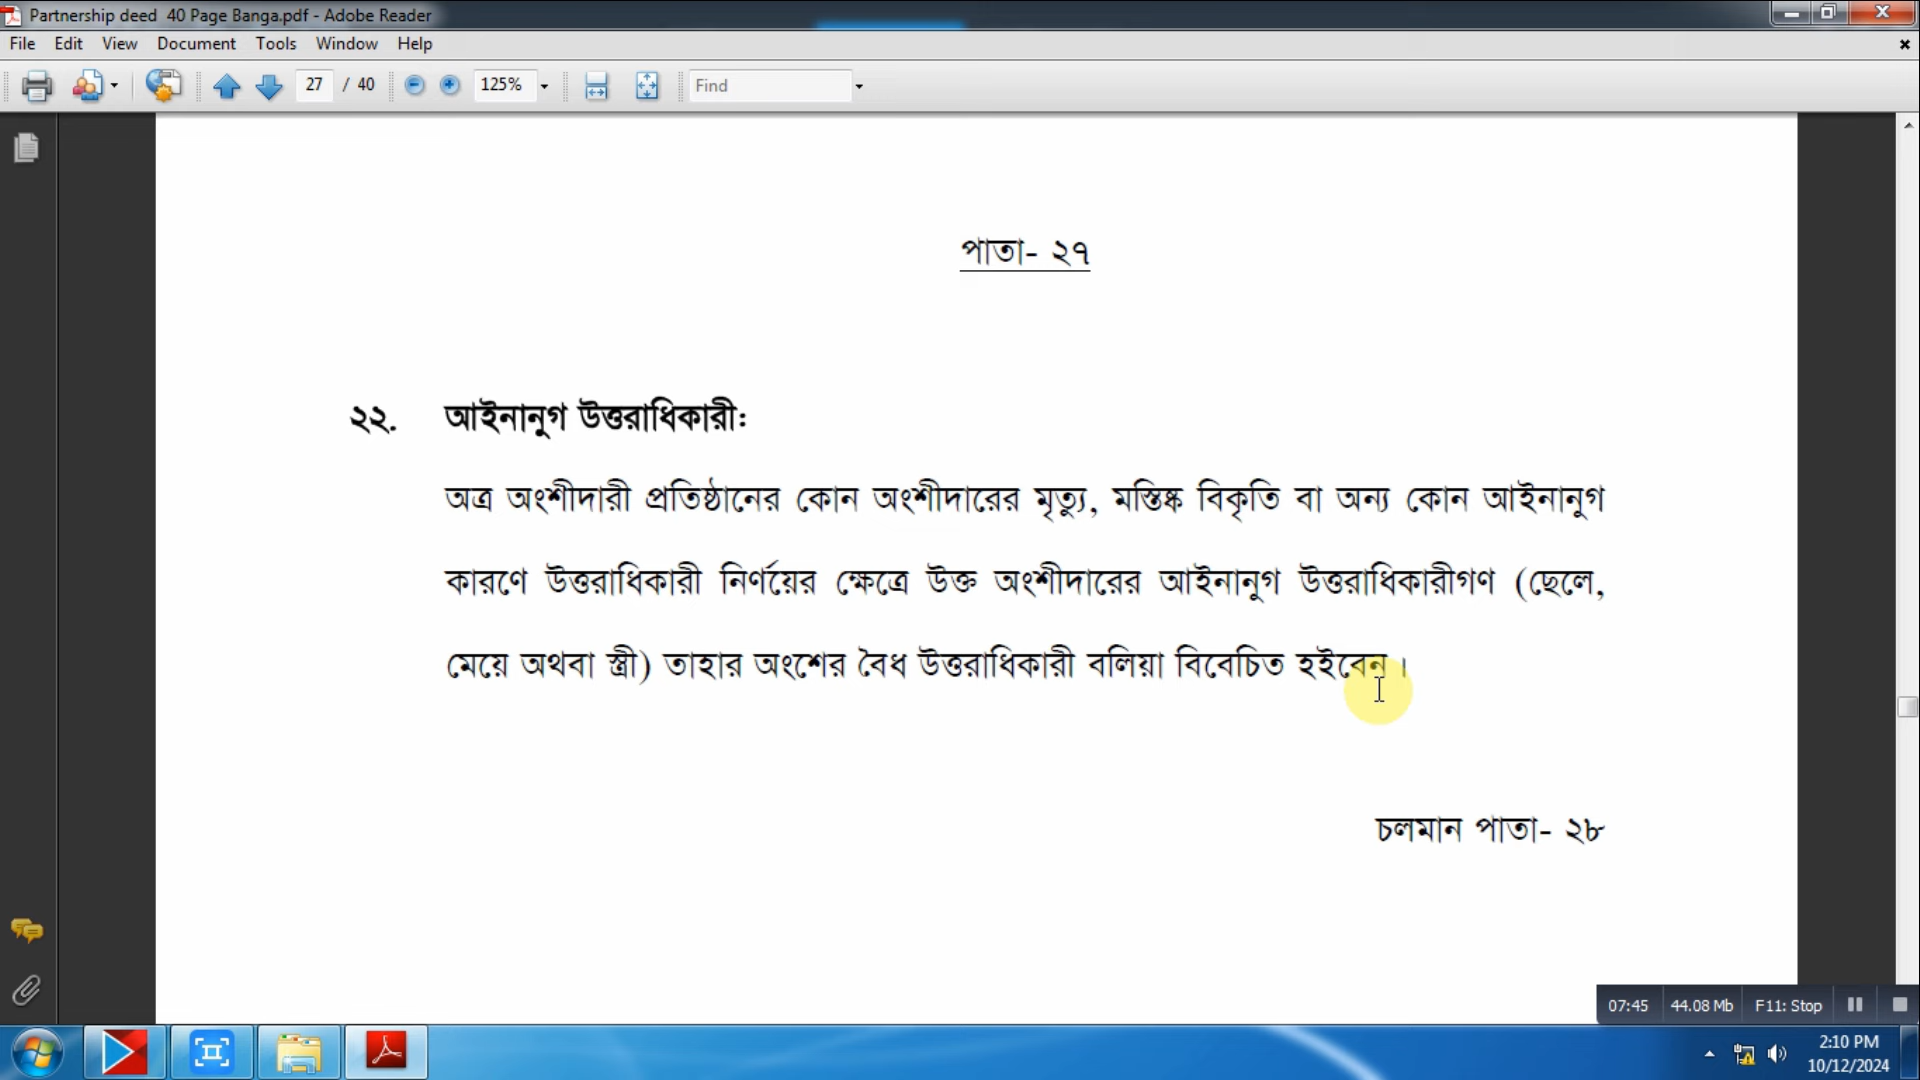 Partnership deed 40 Page Banga.pdf - Adobe Reader
File Edit View Document Tools Window Help
27 / 40 125% Find
পাতা- ২৭
২২. আইনানুগ উত্তরাধিকারীঃ
অত্র অংশীদারী প্রতিষ্ঠানের কোন অংশীদারের মৃত্যু, মস্তিষ্ক বিকৃতি বা অন্য কোন আইনানুগ
কারণে উত্তরাধিকারী নির্ণয়ের ক্ষেত্রে উক্ত অংশীদারের আইনানুগ উত্তরাধিকারীগণ (ছেলে,
মেয়ে অথবা স্ত্রী) তাহার অংশের বৈধ উত্তরাধিকারী বলিয়া বিবেচিত হইবেন।
চলমান পাতা- ২৮
07:45 44.08 Mb F11: Stop
2:10 PM
10/12/2024